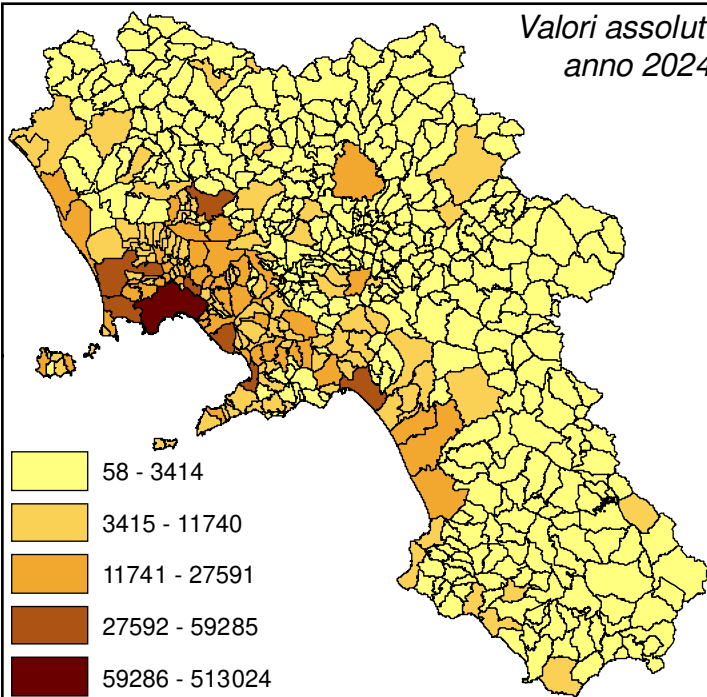 Valori assolut
anno 2024
58 - 3414
3415 - 11740
11741 - 27591
27592 - 59285
59286 - 513024